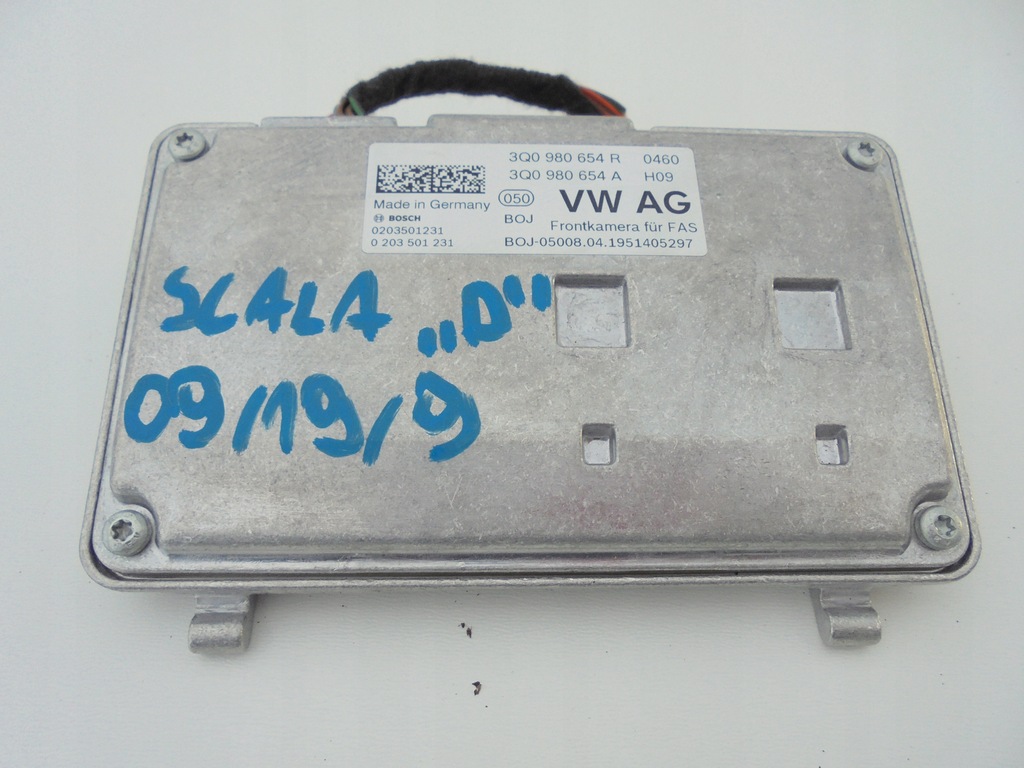 3Q0 980 654 R 0460
3Q0 980 654 A H09
Made in Germany 050 VW AG
BOSCH BOJ Frontkamera für FAS
0203501231
0 203 501 231 BOJ-05008.04.1951405297
SCALA „D"
09/19/9